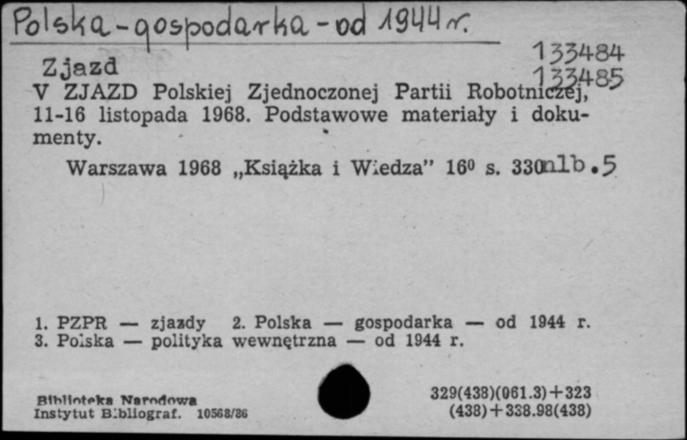 Polska - gospodarka - od 1944 r.
133484
Zjazd
133485
V ZJAZD Polskiej Zjednoczonej Partii Robotniczej,
11-16 listopada 1968. Podstawowe materiały i doku-
menty.
Warszawa 1968 „Książka i Wiedza” 16⁰ s. 330nlb.5
1. PZPR — zjazdy 2. Polska — gospodarka — od 1944 r.
3. Polska — polityka wewnętrzna — od 1944 r.
Biblioteka Narodowa
Instytut Bibliograf. 10568/86
329(438)(061.3)+323
(438)+338.98(438)